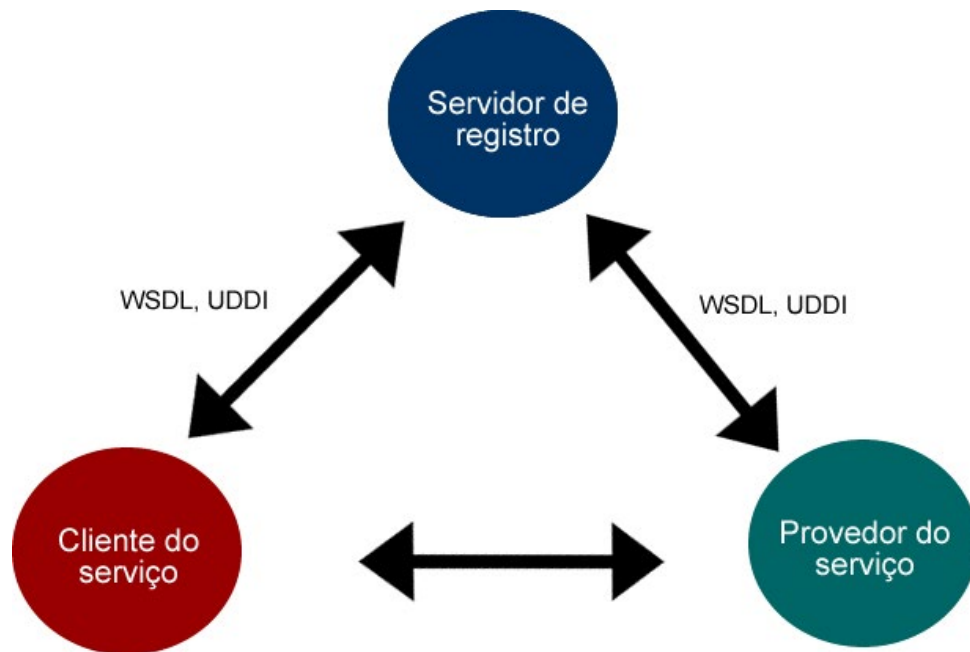 Servidor de
registro
WSDL, UDDI
WSDL, UDDI
Cliente do
serviço
Provedor do
serviço